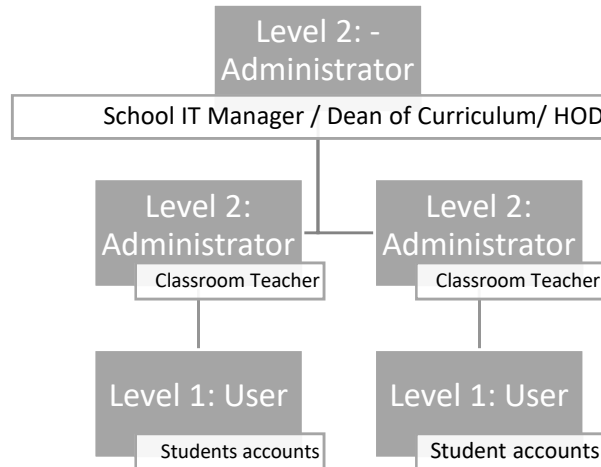 Level 2: -
Administrator
School IT Manager / Dean of Curriculum/ HOD
Level 2:
Administrator
Classroom Teacher
Level 2:
Administrator
Classroom Teacher
Level 1: User
Students accounts
Level 1: User
Student accounts